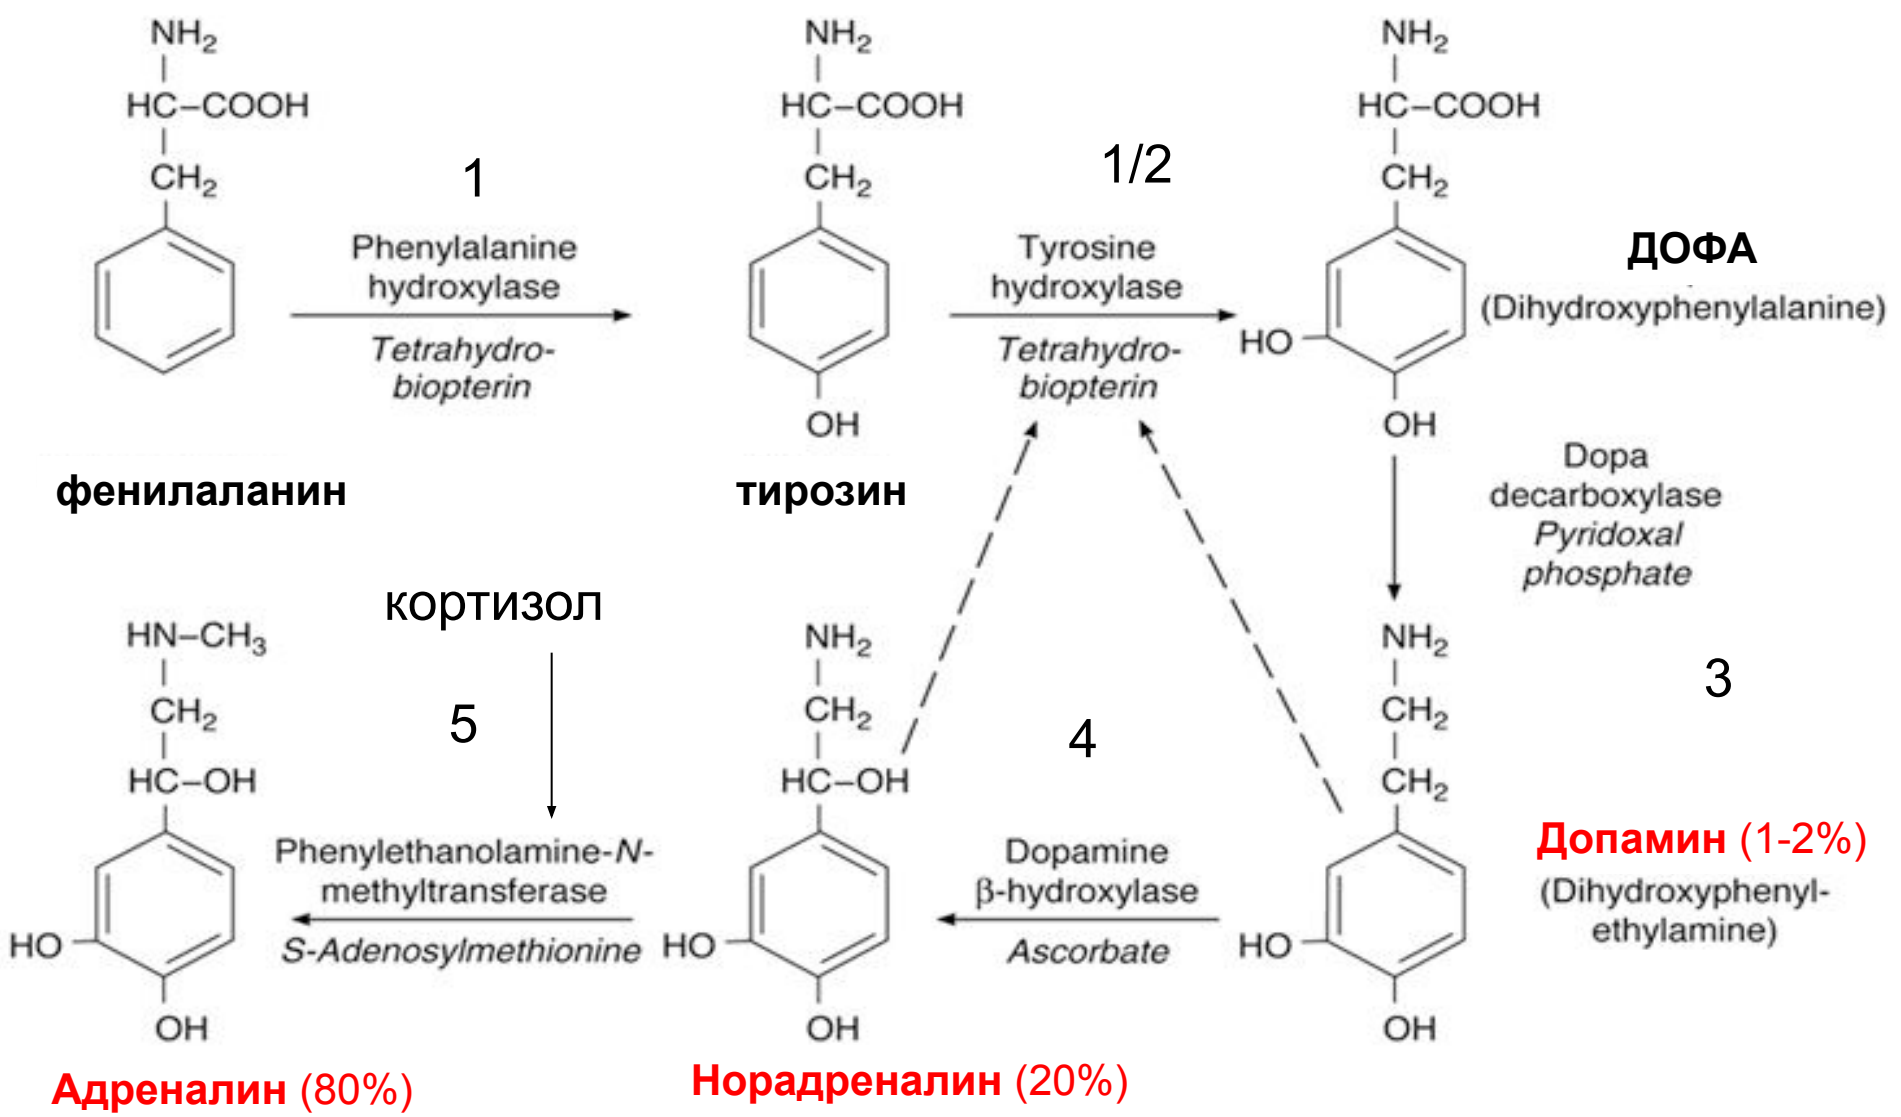 NH₂
HC–COOH
CH₂
фенилаланин
1
Phenylalanine
hydroxylase
Tetrahydro-
biopterin
NH₂
HC–COOH
CH₂
OH
тирозин
1/2
Tyrosine
hydroxylase
Tetrahydro-
biopterin
NH₂
HC–COOH
CH₂
HO
OH
ДОФА
(Dihydroxyphenylalanine)
Dopa
decarboxylase
Pyridoxal
phosphate
3
NH₂
CH₂
CH₂
HO
OH
Допамин (1-2%)
(Dihydroxyphenyl-
ethylamine)
4
Dopamine
β-hydroxylase
Ascorbate
NH₂
CH₂
HC–OH
HO
OH
Норадреналин (20%)
кортизол
5
Phenylethanolamine-N-
methyltransferase
S-Adenosylmethionine
HN–CH₃
CH₂
HC–OH
HO
OH
Адреналин (80%)